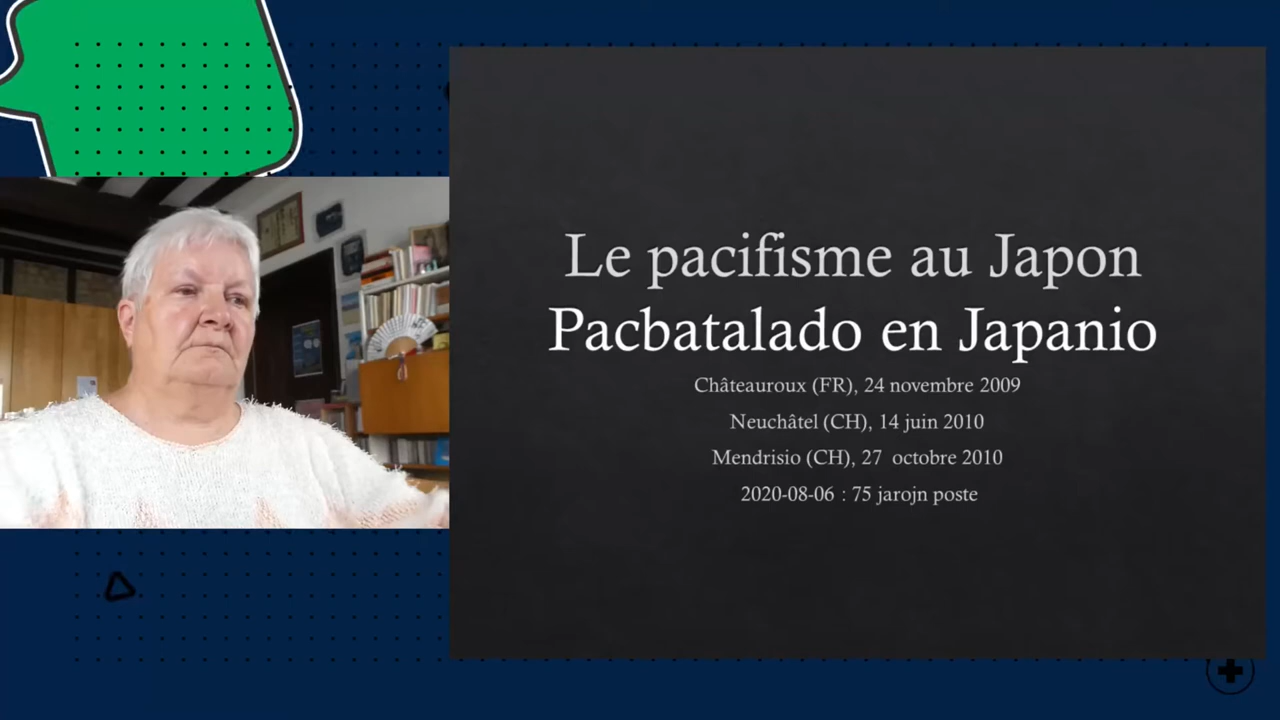 Le pacifisme au Japon
Pacbatalado en Japanio
Châteauroux (FR), 24 novembre 2009
Neuchâtel (CH), 14 juin 2010
Mendrisio (CH), 27 octobre 2010
2020-08-06 : 75 jarojn poste